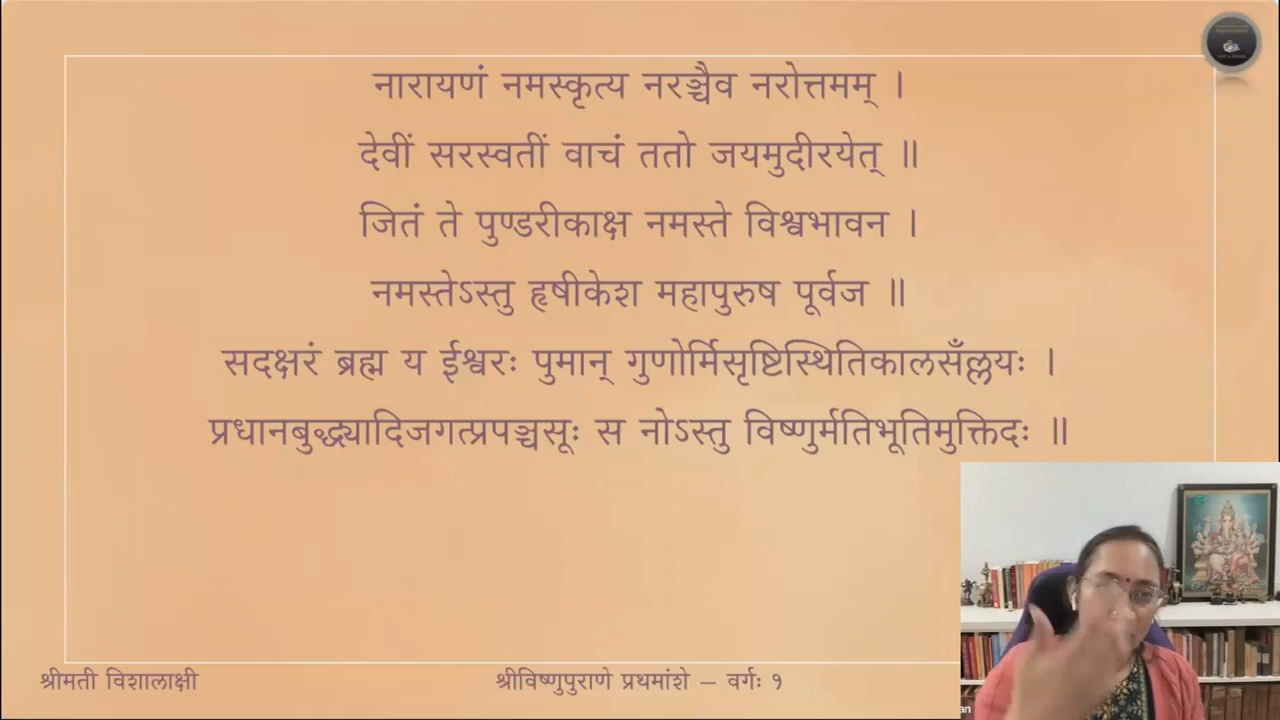 नारायणं नमस्कृत्य नरञ्चैव नरोत्तमम् ।
देवीं सरस्वतीं वाचं ततो जयमुदीरयेत् ॥
जितं ते पुण्डरीकाक्ष नमस्ते विश्वभावन ।
नमस्तेऽस्तु हृषीकेश महापुरुष पूर्वज ॥
सदक्षरं ब्रह्म य ईश्वरः पुमान् गुणोर्मिसृष्टिस्थितिकालसँल्लयः ।
प्रधानबुद्ध्यादिजगत्प्रपञ्चसूः स नोऽस्तु विष्णुर्मतिभूतिमुक्तिदः ॥
श्रीमती विशालाक्षी
श्रीविष्णुपुराणे प्रथमांशे – वर्गः १